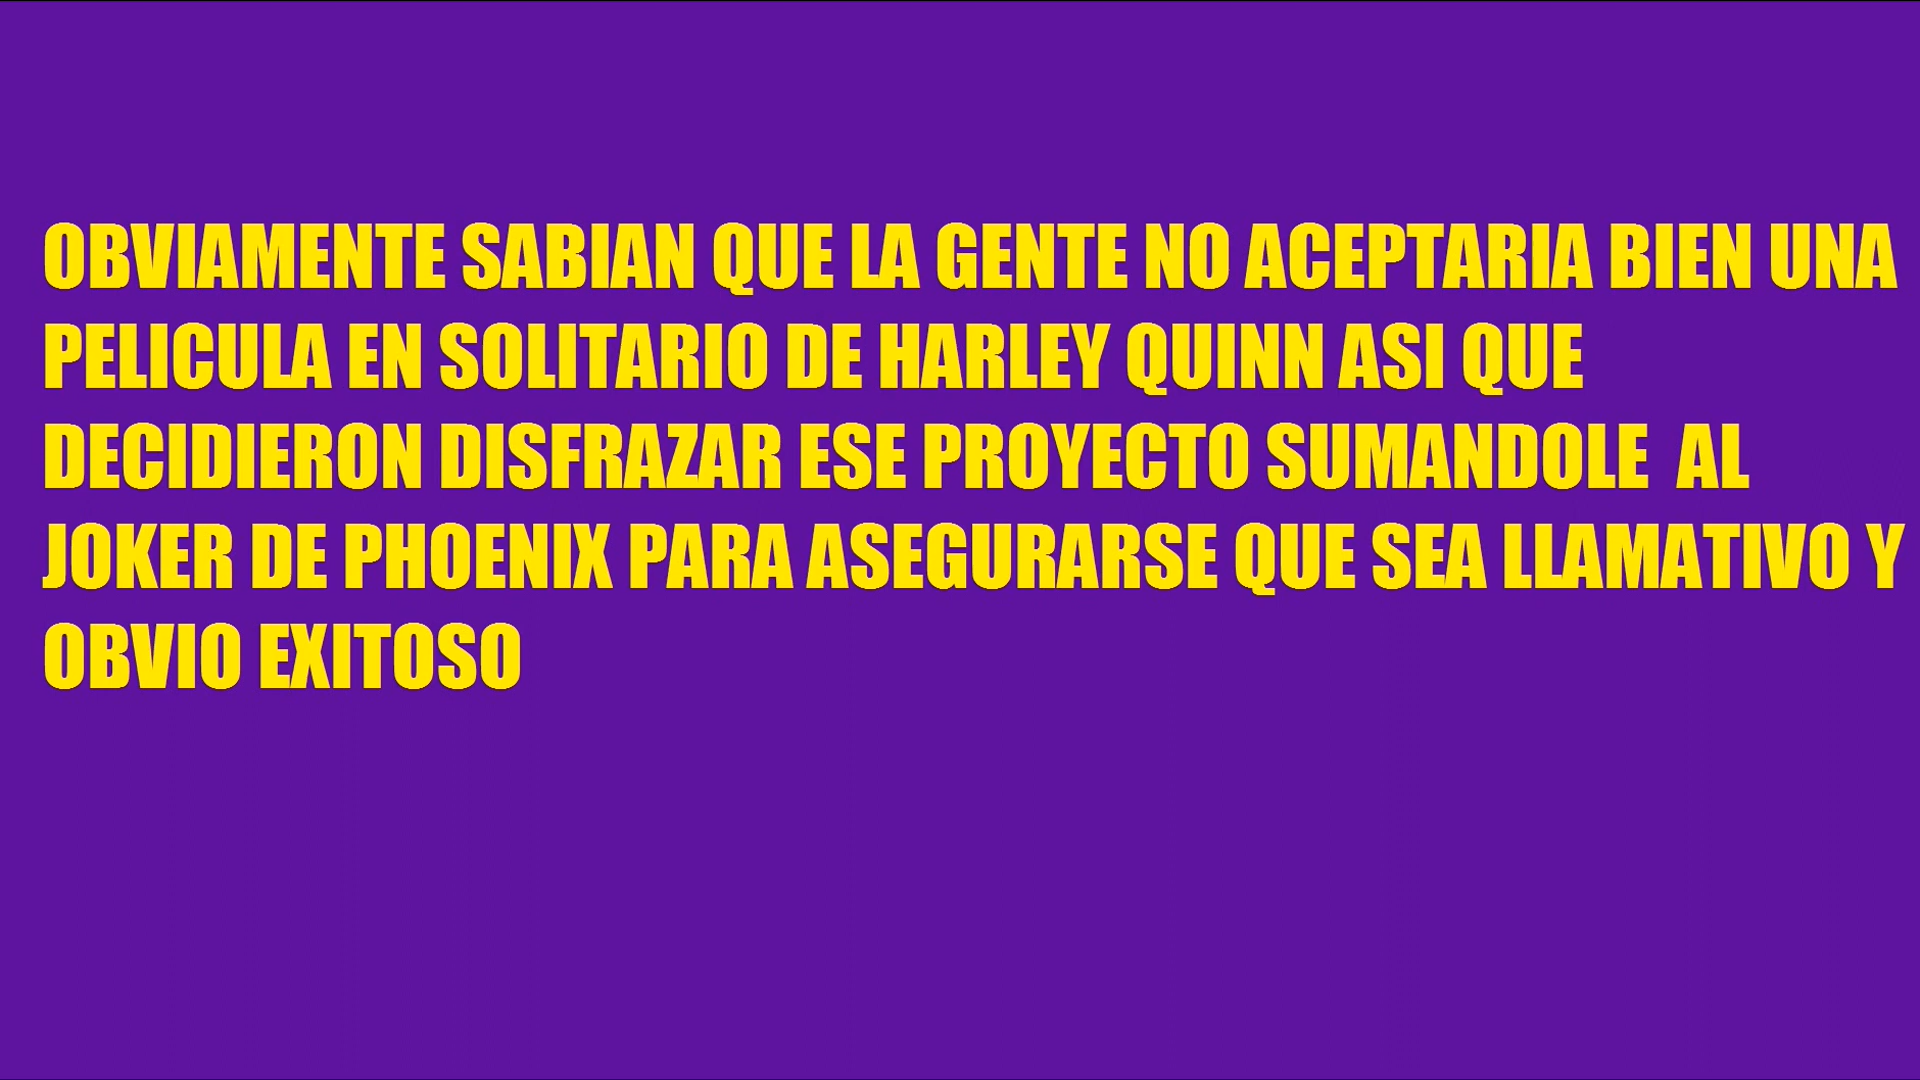 OBVIAMENTE SABIAN QUE LA GENTE NO ACEPTARIA BIEN UNA
PELICULA EN SOLITARIO DE HARLEY QUINN ASI QUE
DECIDIERON DISFRAZAR ESE PROYECTO SUMANDOLE  AL
JOKER DE PHOENIX PARA ASEGURARSE QUE SEA LLAMATIVO Y
OBVIO EXITOSO